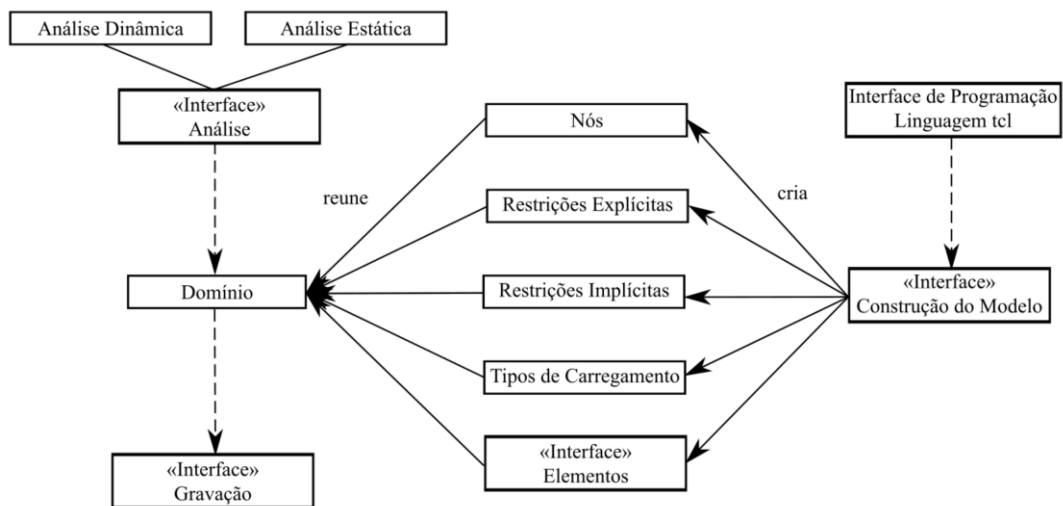 Análise Dinâmica
Análise Estática
«Interface»
Análise
Nós
Interface de Programação
Linguagem tcl
reune
cria
Restrições Explícitas
Domínio
Restrições Implícitas
«Interface»
Construção do Modelo
Tipos de Carregamento
«Interface»
Elementos
«Interface»
Gravação